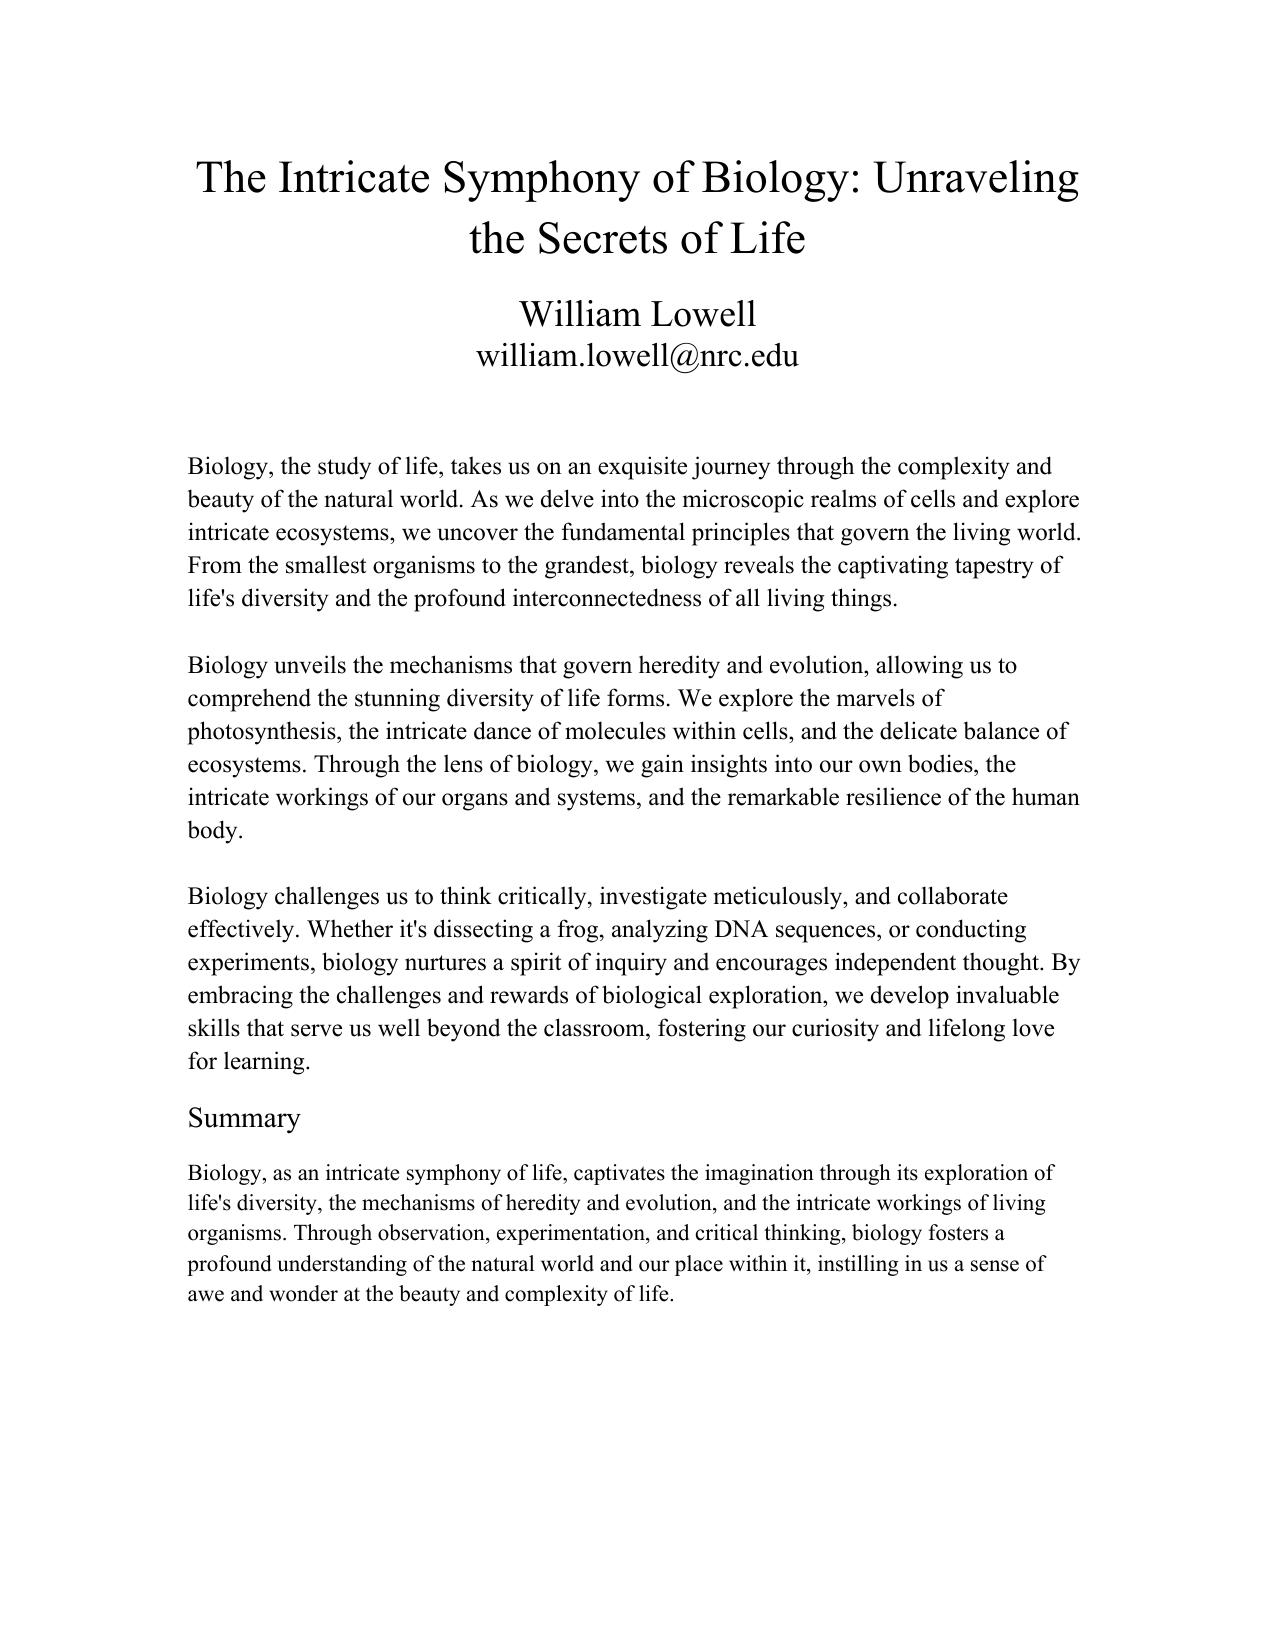 The Intricate Symphony of Biology: Unraveling
the Secrets of Life
William Lowell
william.lowell@nrc.edu
Biology, the study of life, takes us on an exquisite journey through the complexity and
beauty of the natural world. As we delve into the microscopic realms of cells and explore
intricate ecosystems, we uncover the fundamental principles that govern the living world.
From the smallest organisms to the grandest, biology reveals the captivating tapestry of
life's diversity and the profound interconnectedness of all living things.
Biology unveils the mechanisms that govern heredity and evolution, allowing us to
comprehend the stunning diversity of life forms. We explore the marvels of
photosynthesis, the intricate dance of molecules within cells, and the delicate balance of
ecosystems. Through the lens of biology, we gain insights into our own bodies, the
intricate workings of our organs and systems, and the remarkable resilience of the human
body.
Biology challenges us to think critically, investigate meticulously, and collaborate
effectively. Whether it's dissecting a frog, analyzing DNA sequences, or conducting
experiments, biology nurtures a spirit of inquiry and encourages independent thought. By
embracing the challenges and rewards of biological exploration, we develop invaluable
skills that serve us well beyond the classroom, fostering our curiosity and lifelong love
for learning.
Summary
Biology, as an intricate symphony of life, captivates the imagination through its exploration of
life's diversity, the mechanisms of heredity and evolution, and the intricate workings of living
organisms. Through observation, experimentation, and critical thinking, biology fosters a
profound understanding of the natural world and our place within it, instilling in us a sense of
awe and wonder at the beauty and complexity of life.